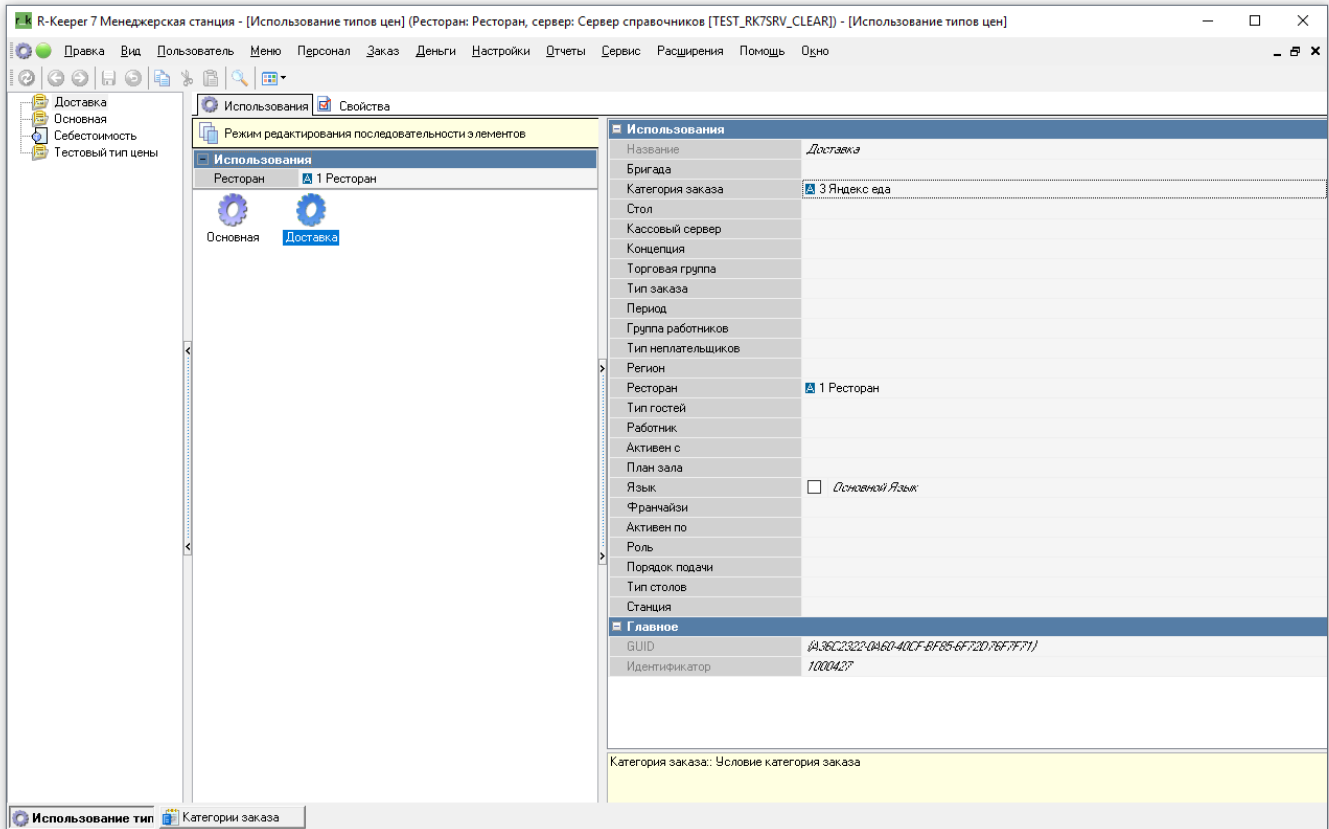 R-Keeper 7 Менеджерская станция - [Использование типов цен] (Ресторан: Ресторан, сервер: Сервер справочников [TEST_RK7SRV_CLEAR]) - [Использование типов цен]
Правка Вид Пользователь Меню Персонал Заказ Деньги Настройки Отчеты Сервис Расширения Помощь Окно
Доставка
Основная
Себестоимость
Тестовый тип цены
Использования Свойства
Режим редактирования последовательности элементов
Использования
Ресторан 1 Ресторан
Основная Доставка
Использования
Название Доставка
Бригада
Категория заказа 3 Яндекс еда
Стол
Кассовый сервер
Концепция
Торговая группа
Тип заказа
Период
Группа работников
Тип неплательщиков
Регион
Ресторан 1 Ресторан
Тип гостей
Работник
Активен с
План зала
Язык Основной Язык
Франчайзи
Активен по
Роль
Порядок подачи
Тип столов
Станция
Главное
GUID {A36C2322-0A60-40CF-BF85-6F72D76F7F71}
Идентификатор 1000427
Категория заказа:: Условие категория заказа
Использование тип Категории заказа